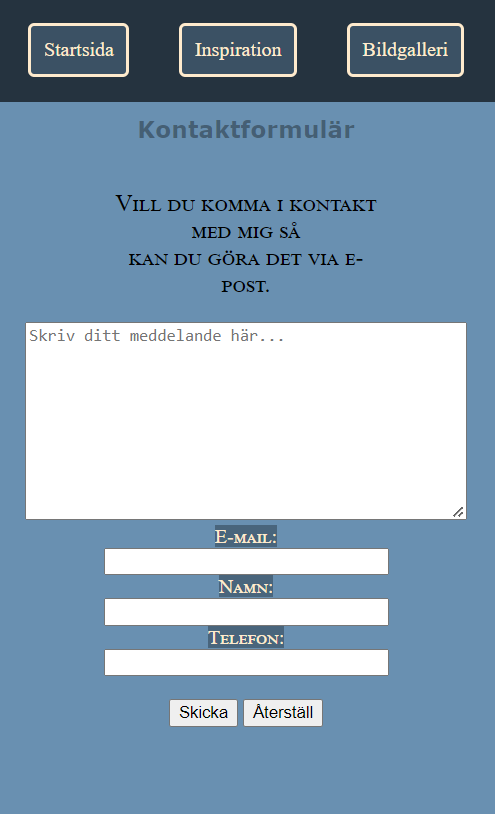 Startsida Inspiration Bildgalleri
Kontaktformulär
Vill du komma i kontakt
med mig så
kan du göra det via e-
post.
Skriv ditt meddelande här...
E-mail:
Namn:
Telefon:
Skicka Återställ